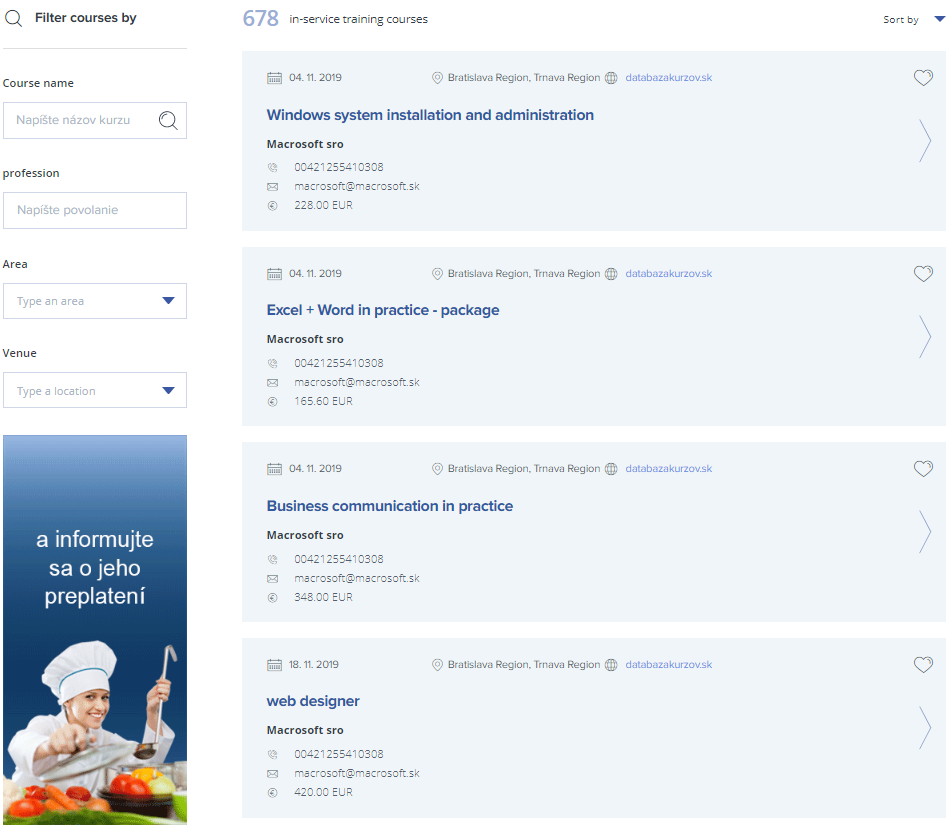 Filter courses by
Course name
Napíšte názov kurzu
profession
Napíšte povolanie
Area
Type an area
Venue
Type a location
a informujte
sa o jeho
preplatení
678 in-service training courses
Sort by
04. 11. 2019 Bratislava Region, Trnava Region databazakurzov.sk
Windows system installation and administration
Macrosoft sro
00421255410308
macrosoft@macrosoft.sk
228.00 EUR
04. 11. 2019 Bratislava Region, Trnava Region databazakurzov.sk
Excel + Word in practice - package
Macrosoft sro
00421255410308
macrosoft@macrosoft.sk
165.60 EUR
04. 11. 2019 Bratislava Region, Trnava Region databazakurzov.sk
Business communication in practice
Macrosoft sro
00421255410308
macrosoft@macrosoft.sk
348.00 EUR
18. 11. 2019 Bratislava Region, Trnava Region databazakurzov.sk
web designer
Macrosoft sro
00421255410308
macrosoft@macrosoft.sk
420.00 EUR